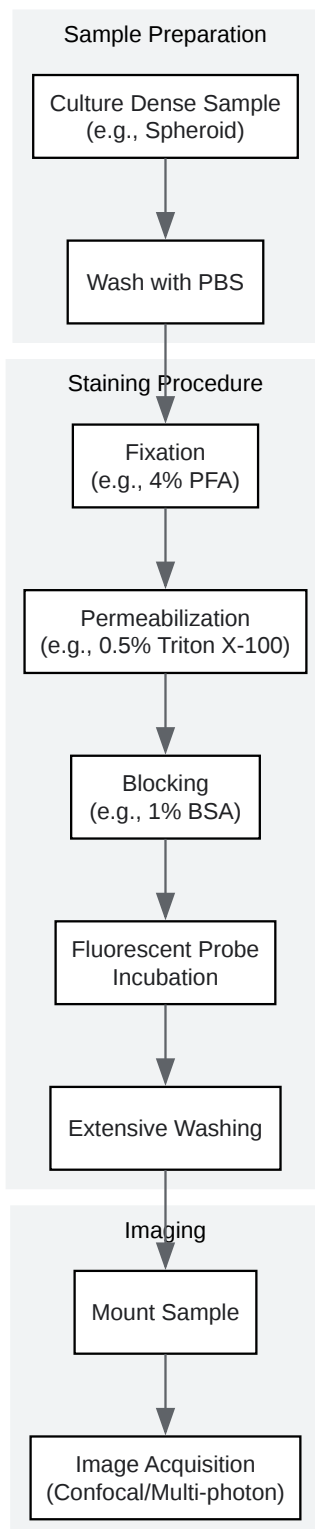 Sample Preparation
Culture Dense Sample
(e.g., Spheroid)
Wash with PBS
Staining Procedure
Fixation
(e.g., 4% PFA)
Permeabilization
(e.g., 0.5% Triton X-100)
Blocking
(e.g., 1% BSA)
Fluorescent Probe
Incubation
Extensive Washing
Imaging
Mount Sample
Image Acquisition
(Confocal/Multi-photon)